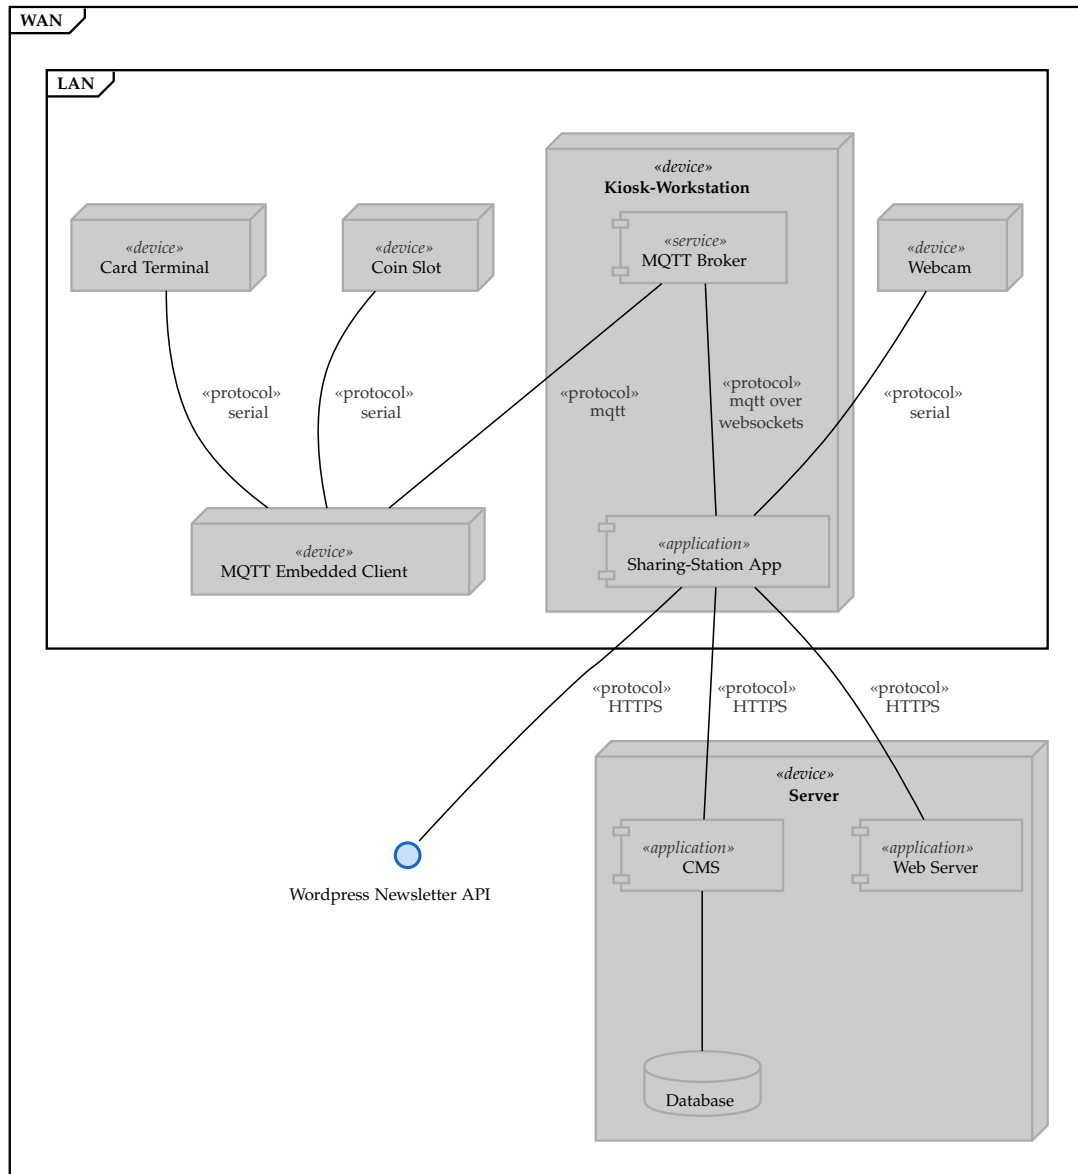 WAN
LAN
«device»
Kiosk-Workstation
«device»
Card Terminal
«device»
Coin Slot
«service»
MQTT Broker
«device»
Webcam
«protocol»
serial
«protocol»
serial
«protocol»
mqtt
«protocol»
mqtt over
websockets
«protocol»
serial
«device»
MQTT Embedded Client
«application»
Sharing-Station App
«protocol»
HTTPS
«protocol»
HTTPS
«protocol»
HTTPS
«device»
Server
«application»
CMS
«application»
Web Server
Wordpress Newsletter API
Database